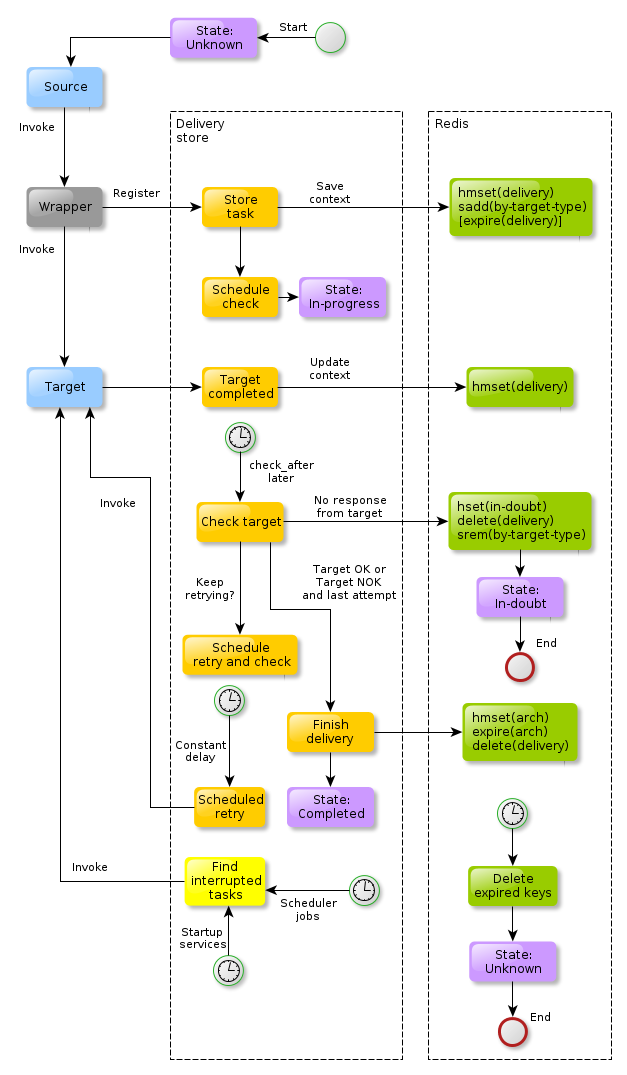 Start
State:
Unknown
Source
Invoke
Delivery
store
Redis
Wrapper
Register
Store
task
Save
context
hmset(delivery)
sadd(by-target-type)
[expire(delivery)]
Invoke
Schedule
check
State:
In-progress
Target
Target
completed
Update
context
hmset(delivery)
check_after
later
Invoke
Check target
No response
from target
hset(in-doubt)
delete(delivery)
srem(by-target-type)
Keep
retrying?
Target OK or
Target NOK
and last attempt
State:
In-doubt
End
Schedule
retry and check
Finish
delivery
hmset(arch)
expire(arch)
delete(delivery)
Constant
delay
Scheduled
retry
State:
Completed
Invoke
Find
interrupted
tasks
Scheduler
jobs
Delete
expired keys
Startup
services
State:
Unknown
End